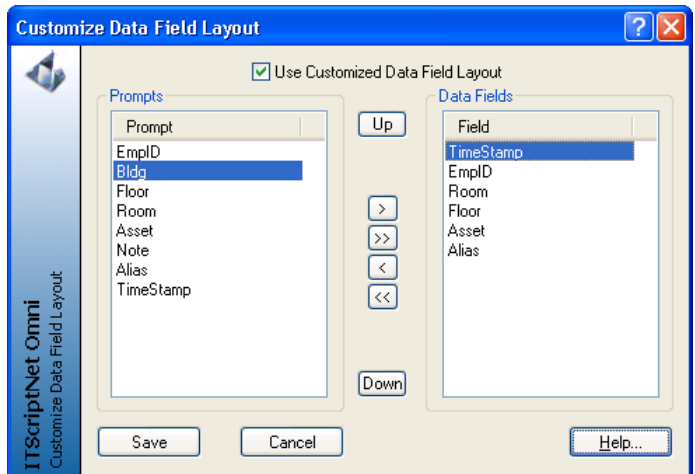 Customize Data Field Layout
Use Customized Data Field Layout
Prompts
Prompt
EmpID
Bldg
Floor
Room
Asset
Note
Alias
TimeStamp
Up
>
>>
<
<<
Down
Data Fields
Field
TimeStamp
EmpID
Room
Floor
Asset
Alias
Save
Cancel
Help...
ITScriptNet Omni
Customize Data Field Layout